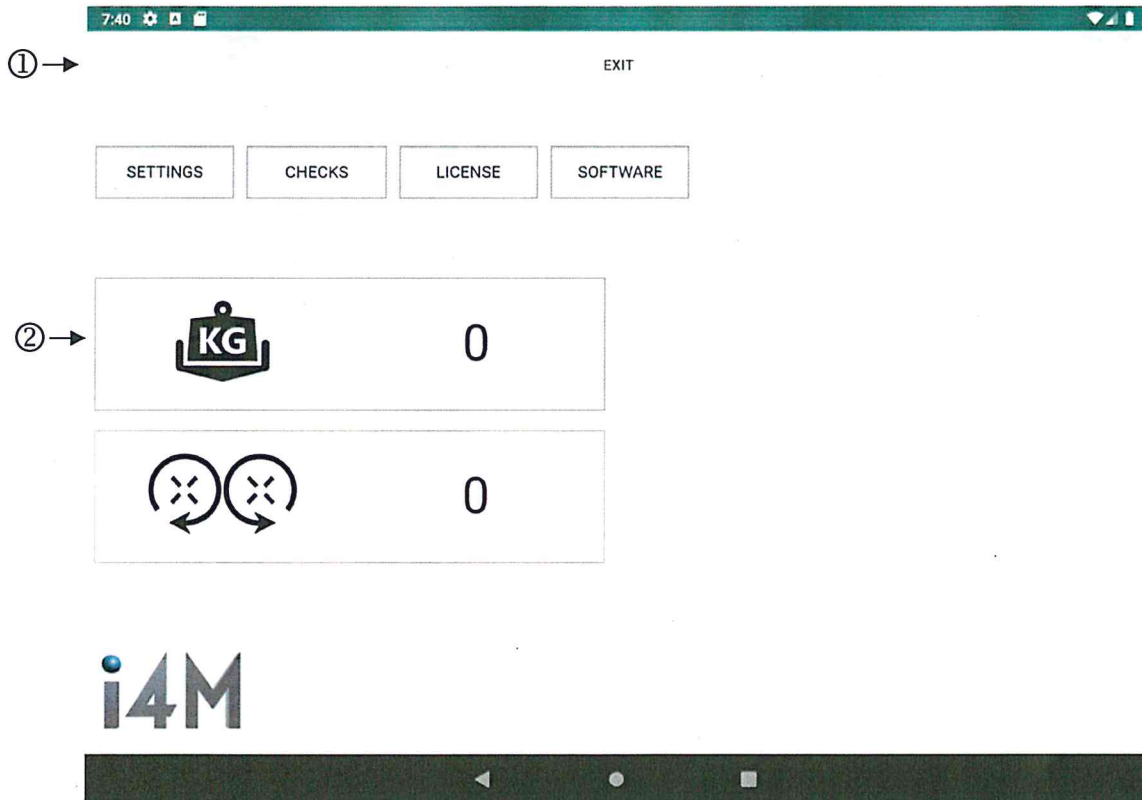 7:40
① EXIT
SETTINGS CHECKS LICENSE SOFTWARE
② KG 0
0
i4M